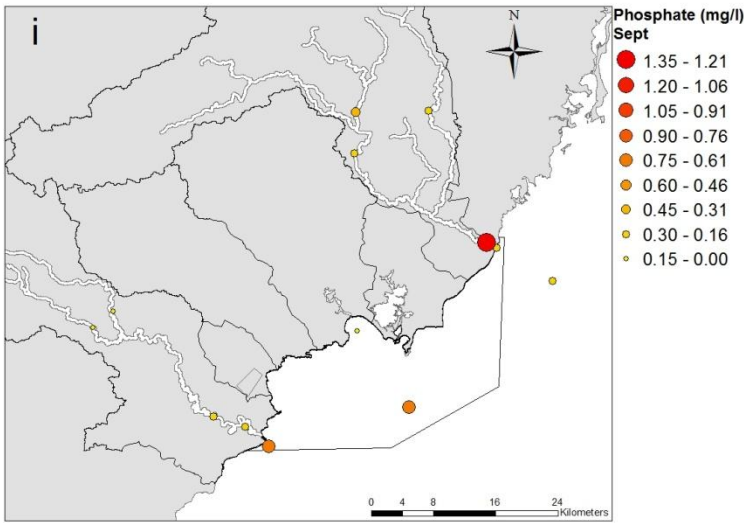 i
N
Phosphate (mg/l)
Sept
1.35 - 1.21
1.20 - 1.06
1.05 - 0.91
0.90 - 0.76
0.75 - 0.61
0.60 - 0.46
0.45 - 0.31
0.30 - 0.16
0.15 - 0.00
0 4 8 16 24
Kilometers